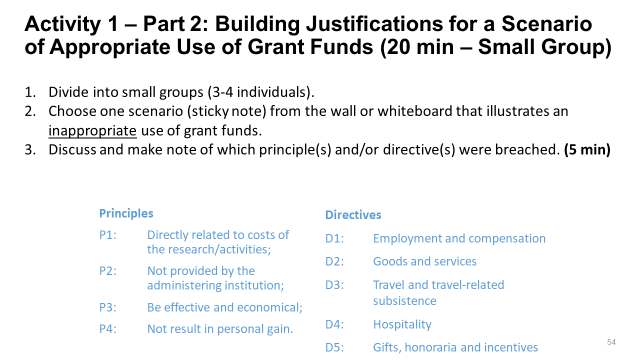 Activity 1 – Part 2: Building Justifications for a Scenario
of Appropriate Use of Grant Funds (20 min – Small Group)
1. Divide into small groups (3-4 individuals).
2. Choose one scenario (sticky note) from the wall or whiteboard that illustrates an
inappropriate use of grant funds.
3. Discuss and make note of which principle(s) and/or directive(s) were breached. (5 min)
Principles
P1: Directly related to costs of
the research/activities;
P2: Not provided by the
administering institution;
P3: Be effective and economical;
P4: Not result in personal gain.
Directives
D1: Employment and compensation
D2: Goods and services
D3: Travel and travel-related
subsistence
D4: Hospitality
D5: Gifts, honoraria and incentives
54